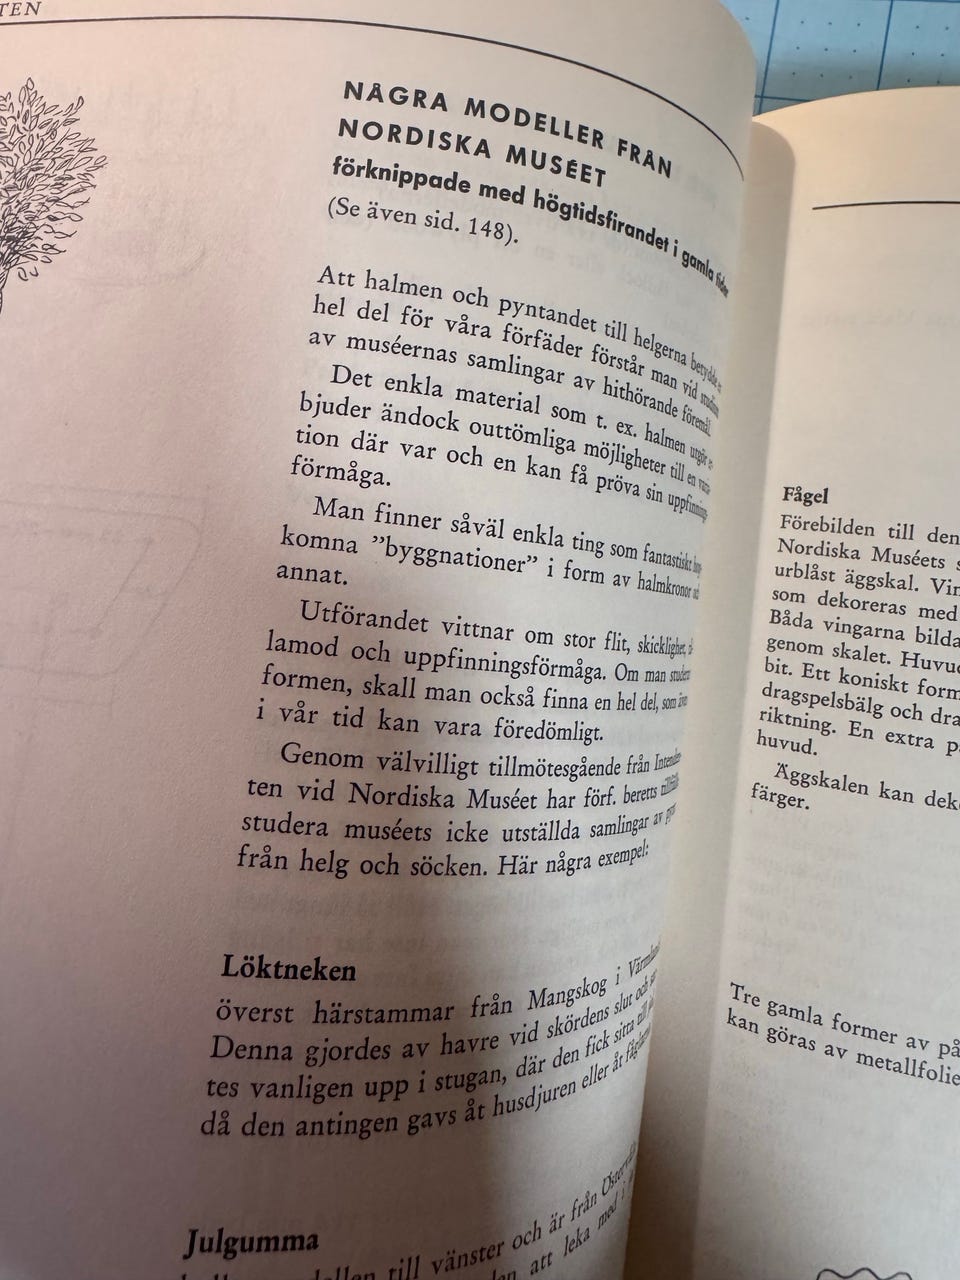 TEN
NÅGRA MODELLER FRÅN
NORDISKA MUSÉET
förknippade med högtidsfirandet i gamla tider
(Se även sid. 148).
Att halmen och pyntandet till helgerna betydde
hel del för våra förfäder förstår man vid studium
av muséernas samlingar av hithörande föremål.
Det enkla material som t. ex. halmen utgör
bjuder ändock outtömliga möjligheter till en varia-
tion där var och en kan få pröva sin uppfinnings-
förmåga.
Man finner såväl enkla ting som fantastiskt
komna ”byggnationer” i form av halmkronor
annat.
Utförandet vittnar om stor flit, skicklighet,
lamod och uppfinningsförmåga. Om man studerar
formen, skall man också finna en hel del, som även
i vår tid kan vara föredömligt.
Genom välvilligt tillmötesgående från Intenden-
ten vid Nordiska Muséet har förf. beretts
studera muséets icke utställda samlingar av
från helg och söcken. Här några exempel:
Löktneken
överst härstammar från Mangskog i
Denna gjordes av havre vid skördens slut och
tes vanligen upp i stugan, där den fick sitta till
då den antingen gavs åt husdjuren eller åt
Julgumma
till vänster och är från
att leka med i
Fågel
Förebilden till den
Nordiska Muséets
urblåst äggskal.
som dekoreras med
Båda vingarna bilda
genom skalet.
bit. Ett koniskt form
dragspelsbälg och
riktning. En extra
huvud.
Äggskalen kan
färger.
Tre gamla former av
kan göras av metallfolie